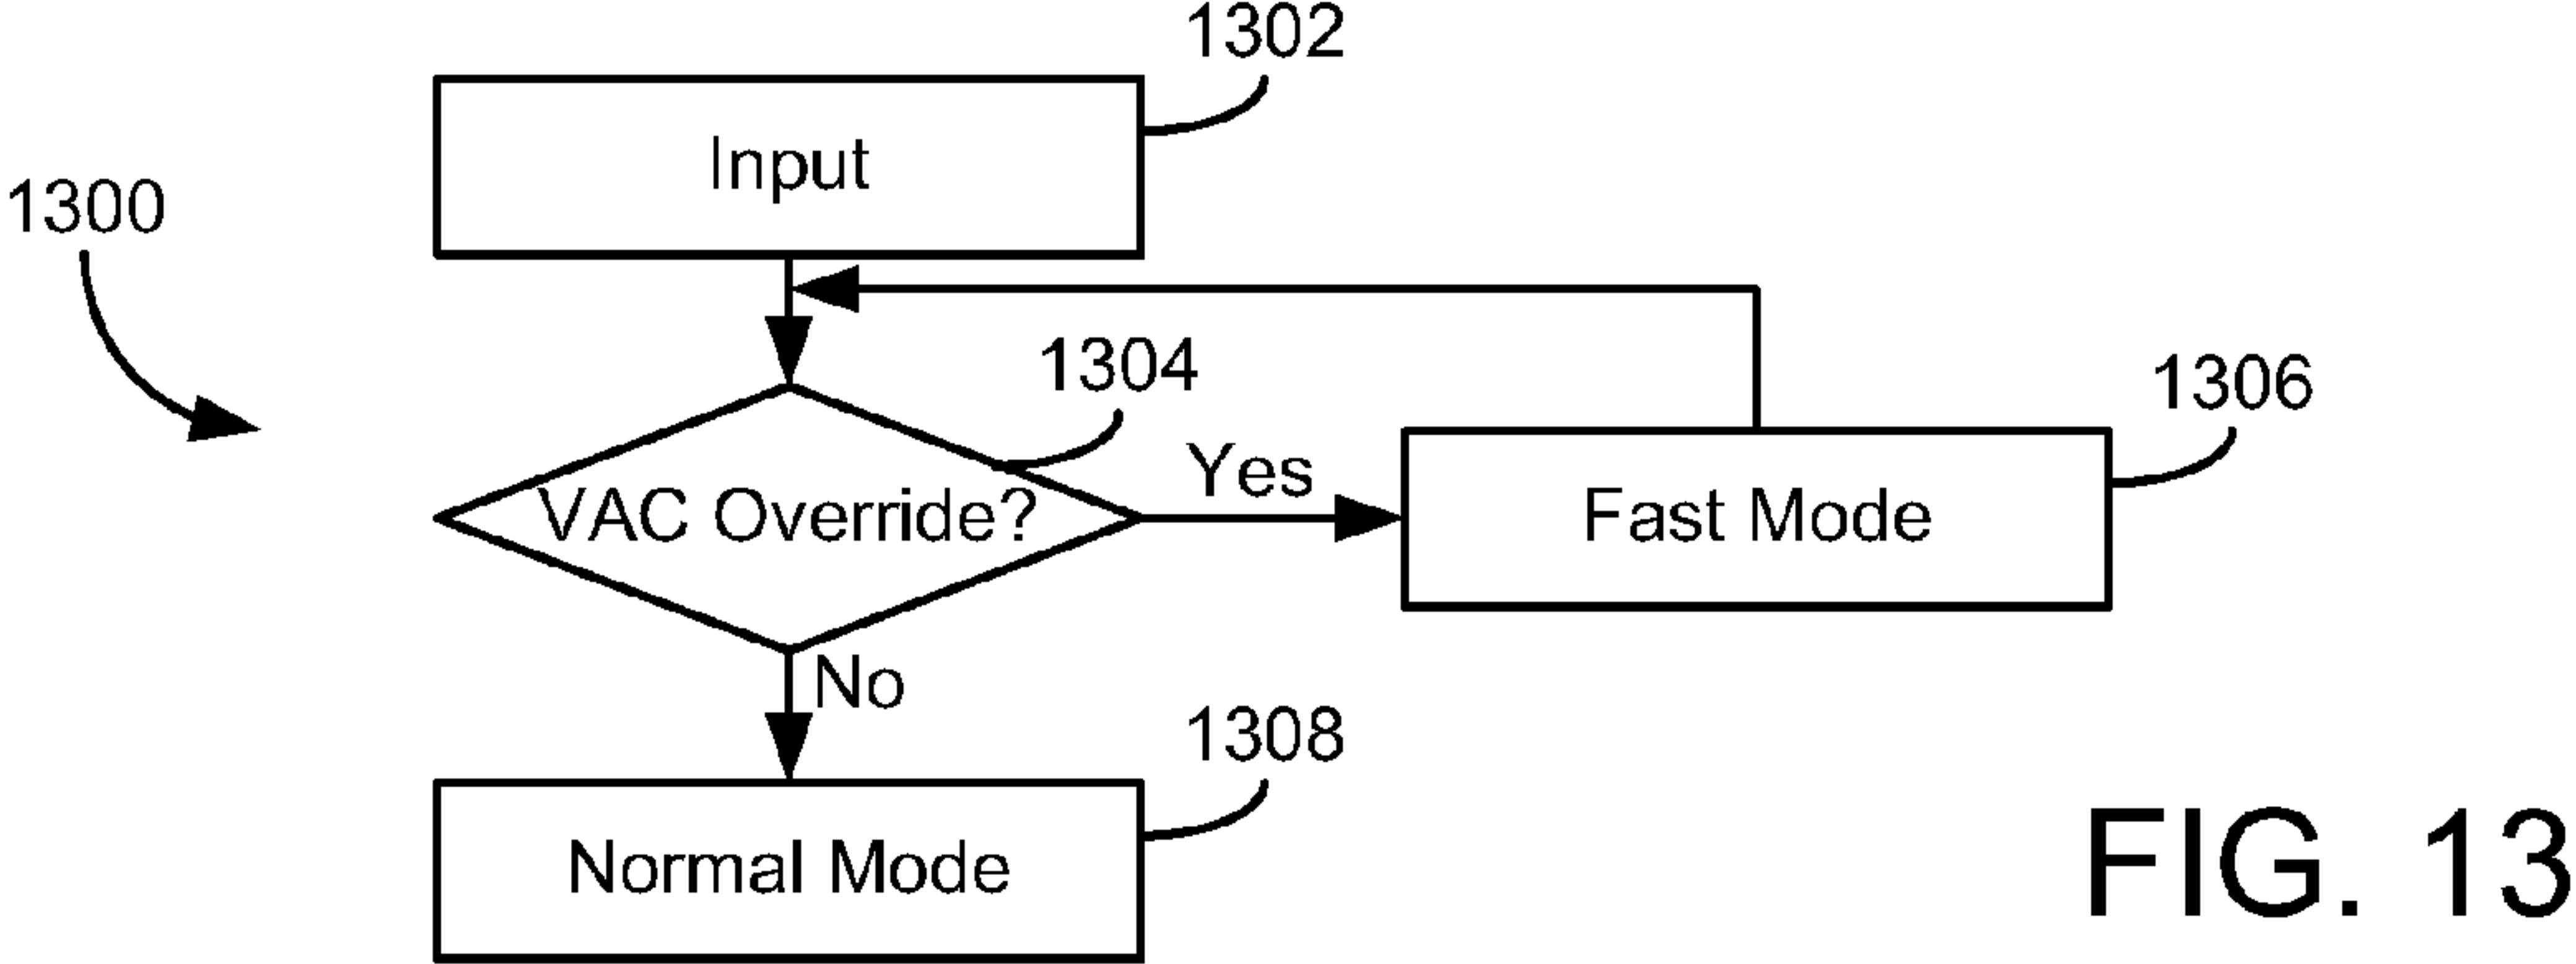 1302
Input
1300
1304
1306
Yes
VAC Override?
Fast Mode
No
1308
Normal Mode
FIG. 13